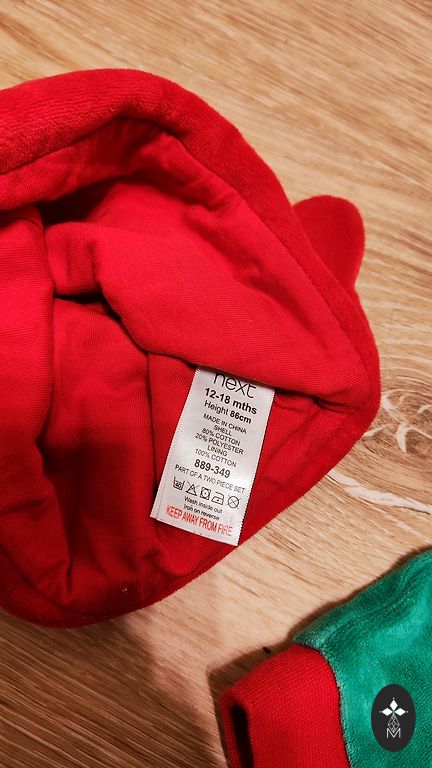 next
12-18 mths
Height 86cm
MADE IN CHINA
SHELL
80% COTTON
20% POLYESTER
LINING
100% COTTON
889-349
PART OF A TWO PIECE SET
Wash inside out
iron on reverse
KEEP AWAY FROM FIRE
M